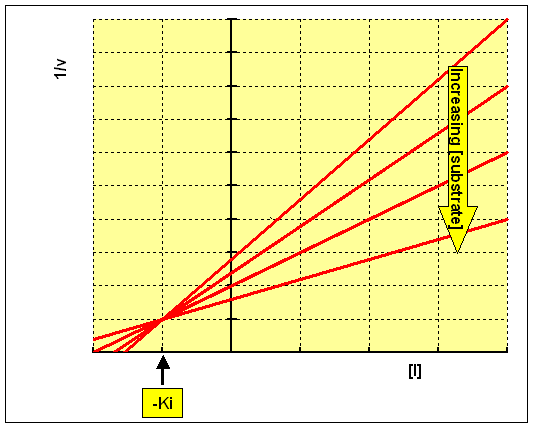 1/v
Increasing [substrate]
[I]
-Ki